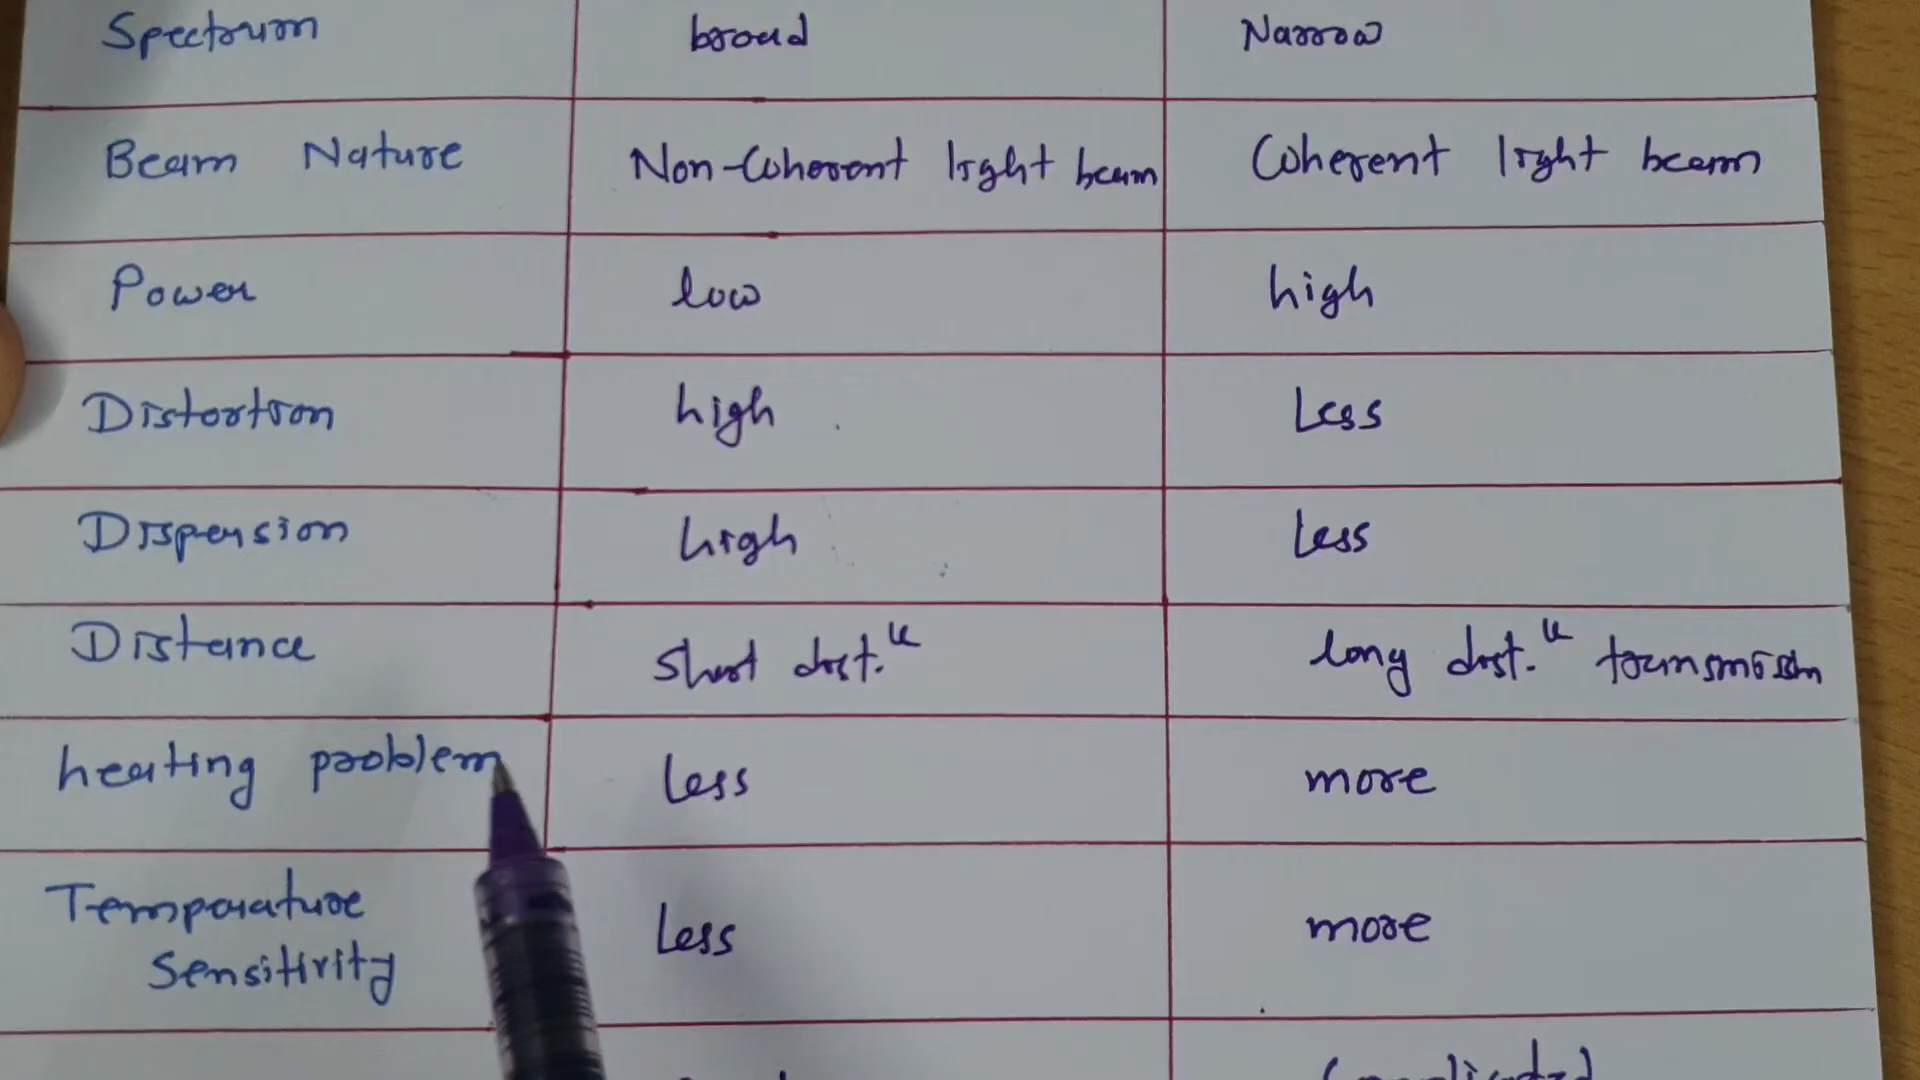 Spectrum broad Narrow
Beam Nature Non-Coherent light beam Coherent light beam
Power low high
Distortion high Less
Dispersion high Less
Distance Short dist. long dist. transmission
heating problem Less more
Temperature
Sensitivity Less more